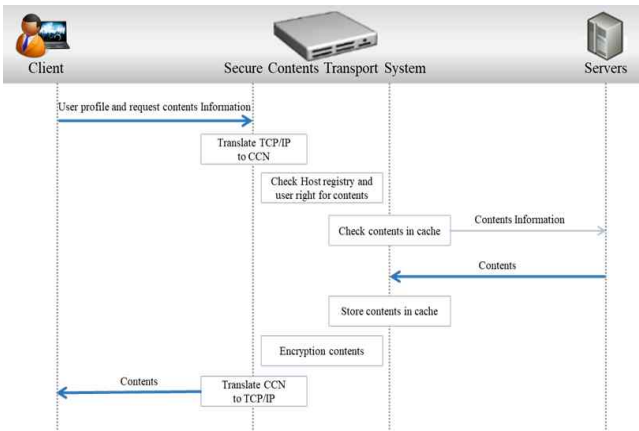 Client
Secure Contents Transport System
Servers
User profile and request contents Information
Translate TCP/IP
to CCN
Check Host registry and
user right for contents
Check contents in cache
Contents Information
Contents
Store contents in cache
Encryption contents
Contents
Translate CCN
to TCP/IP